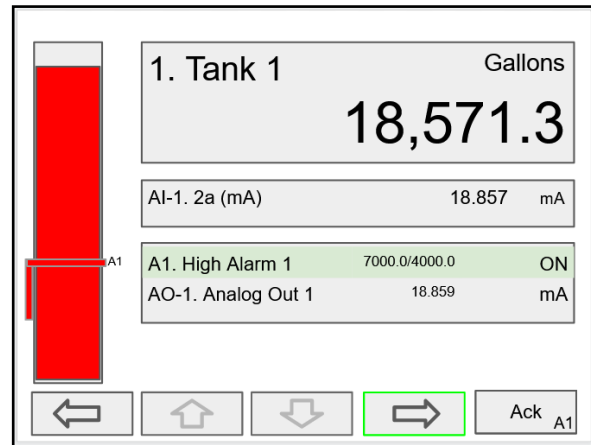 1. Tank 1 Gallons
18,571.3
AI-1. 2a (mA) 18.857 mA
A1
A1. High Alarm 1 7000.0/4000.0 ON
AO-1. Analog Out 1 18.859 mA
Ack A1